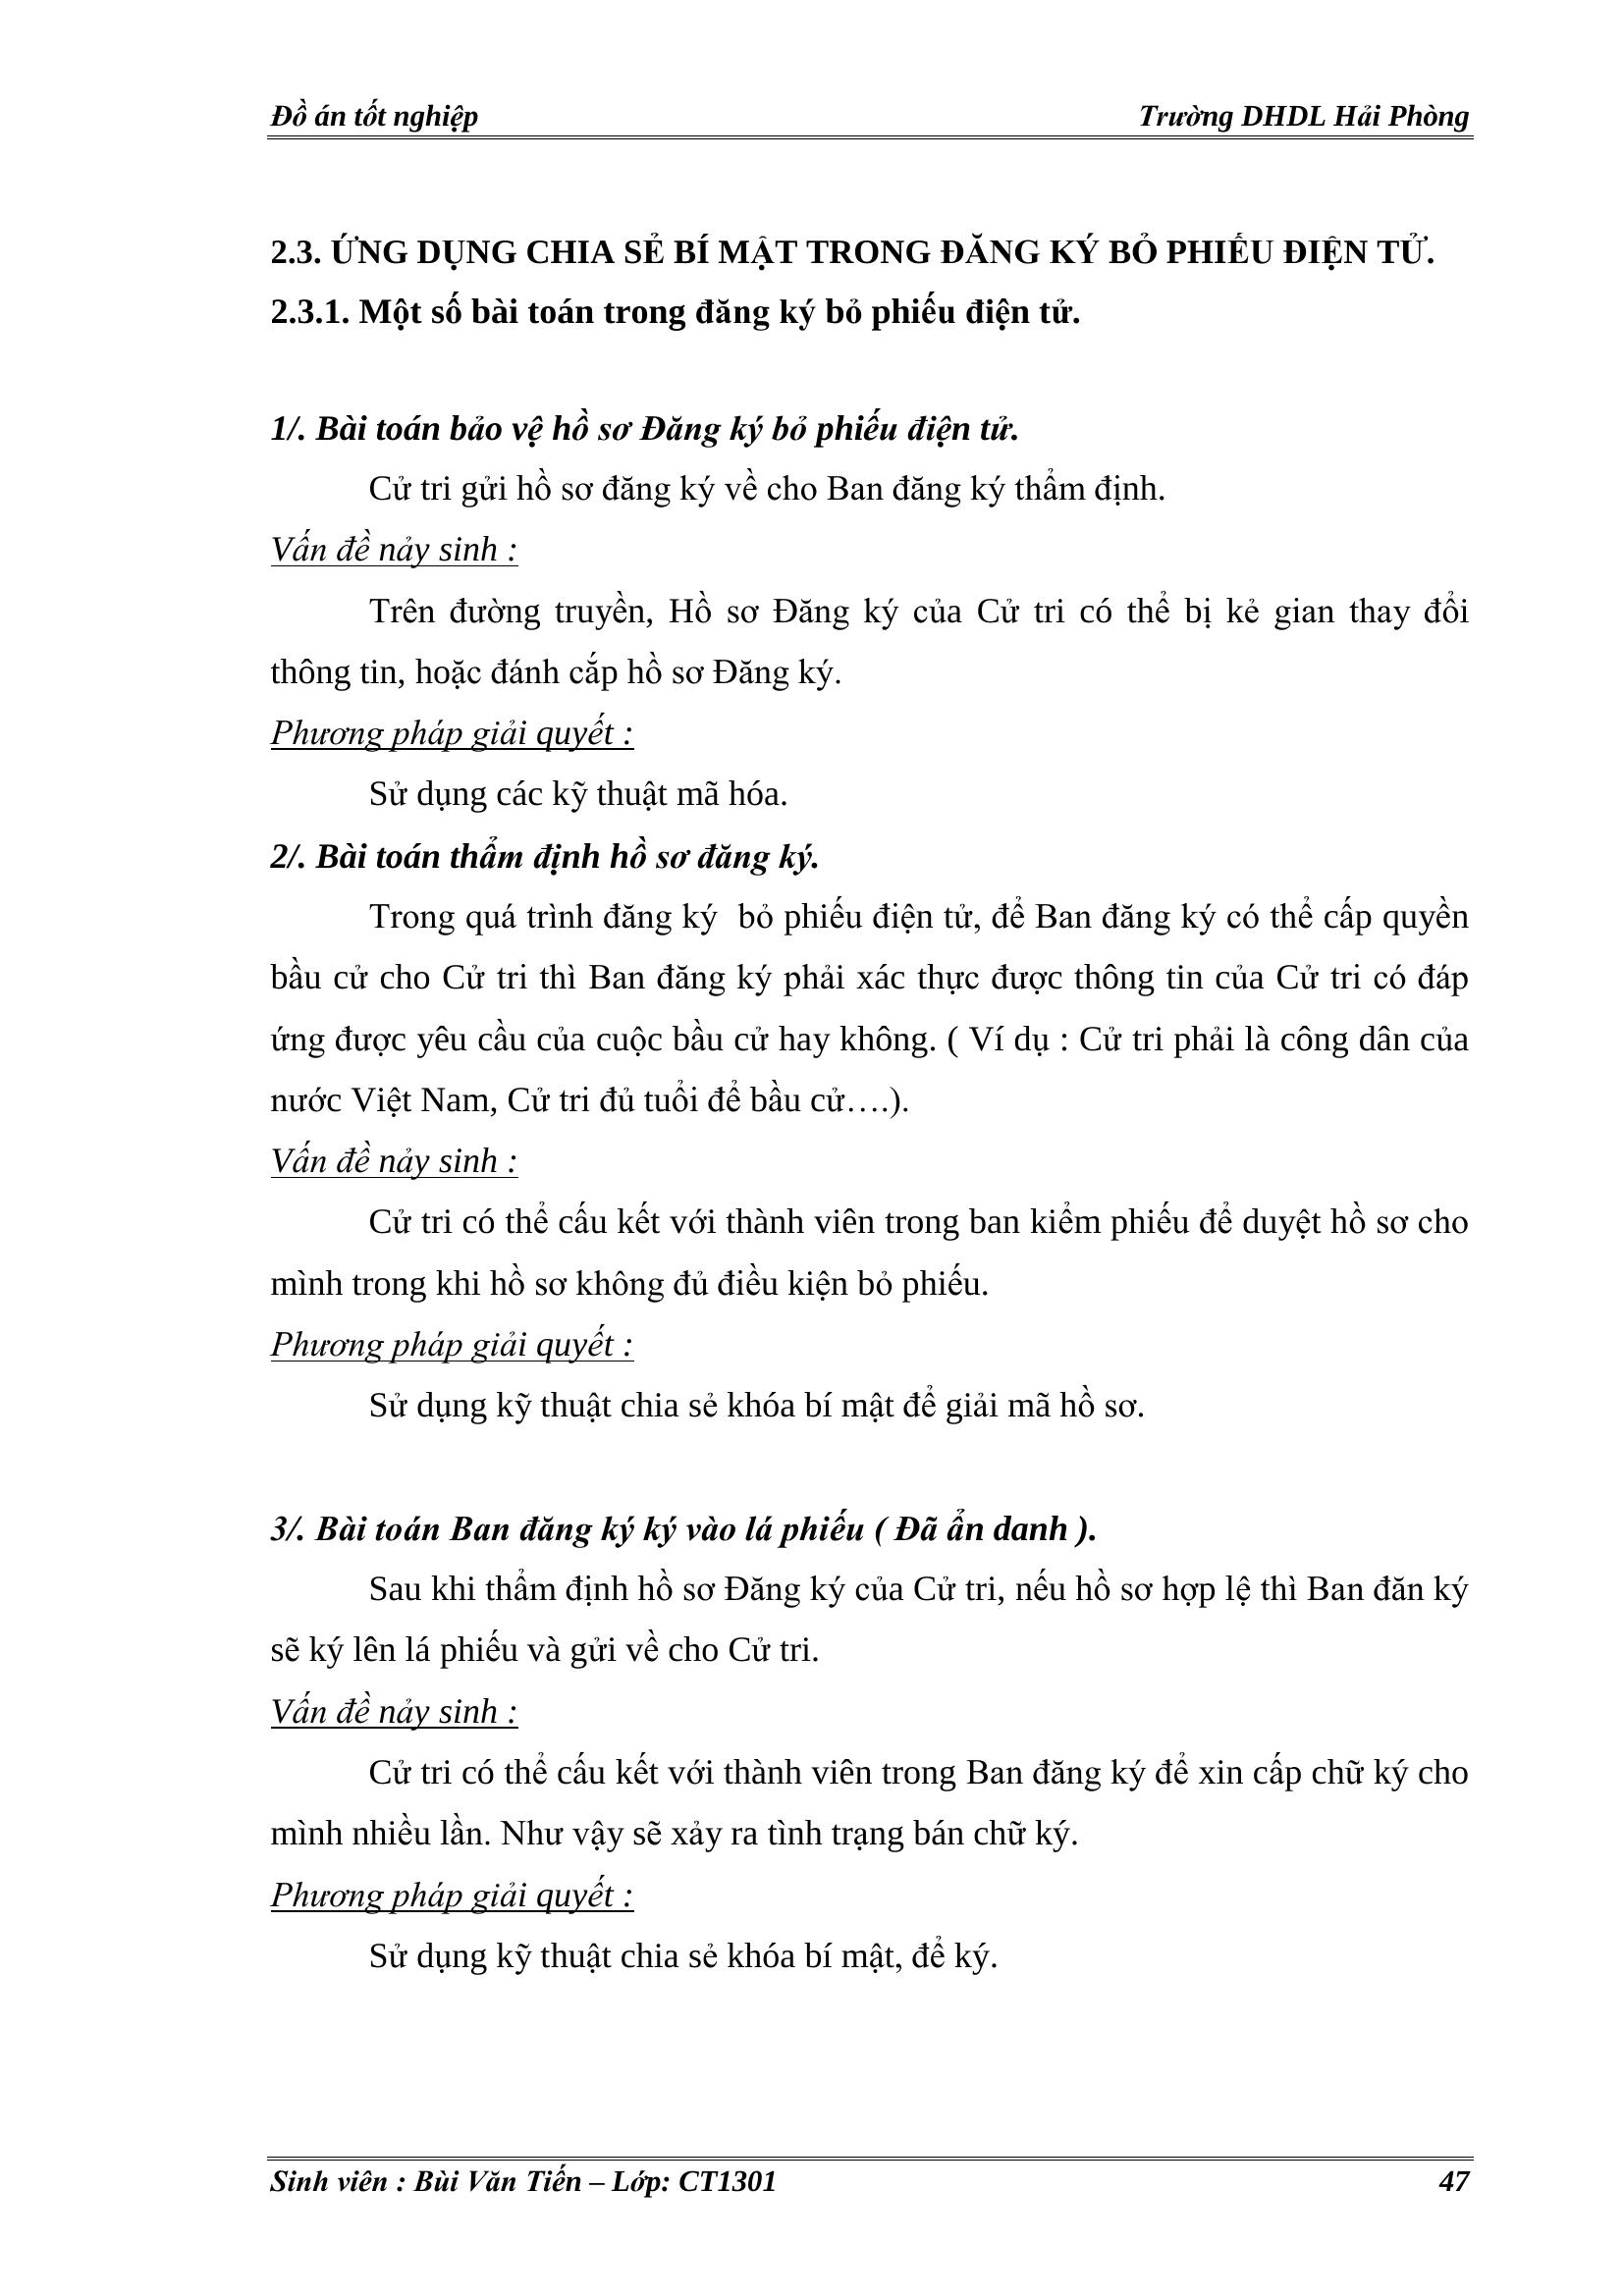 Đồ án tốt nghiệp Trường DHDL Hải Phòng
2.3. ỨNG DỤNG CHIA SẺ BÍ MẬT TRONG ĐĂNG KÝ BỎ PHIẾU ĐIỆN TỬ.
2.3.1. Một số bài toán trong đăng ký bỏ phiếu điện tử.
1/. Bài toán bảo vệ hồ sơ Đăng ký bỏ phiếu điện tử.
Cử tri gửi hồ sơ đăng ký về cho Ban đăng ký thẩm định.
Vấn đề nảy sinh :
Trên đường truyền, Hồ sơ Đăng ký của Cử tri có thể bị kẻ gian thay đổi
thông tin, hoặc đánh cắp hồ sơ Đăng ký.
Phương pháp giải quyết :
Sử dụng các kỹ thuật mã hóa.
2/. Bài toán thẩm định hồ sơ đăng ký.
Trong quá trình đăng ký  bỏ phiếu điện tử, để Ban đăng ký có thể cấp quyền
bầu cử cho Cử tri thì Ban đăng ký phải xác thực được thông tin của Cử tri có đáp
ứng được yêu cầu của cuộc bầu cử hay không. ( Ví dụ : Cử tri phải là công dân của
nước Việt Nam, Cử tri đủ tuổi để bầu cử….).
Vấn đề nảy sinh :
Cử tri có thể cấu kết với thành viên trong ban kiểm phiếu để duyệt hồ sơ cho
mình trong khi hồ sơ không đủ điều kiện bỏ phiếu.
Phương pháp giải quyết :
Sử dụng kỹ thuật chia sẻ khóa bí mật để giải mã hồ sơ.
3/. Bài toán Ban đăng ký ký vào lá phiếu ( Đã ẩn danh ).
Sau khi thẩm định hồ sơ Đăng ký của Cử tri, nếu hồ sơ hợp lệ thì Ban đăn ký
sẽ ký lên lá phiếu và gửi về cho Cử tri.
Vấn đề nảy sinh :
Cử tri có thể cấu kết với thành viên trong Ban đăng ký để xin cấp chữ ký cho
mình nhiều lần. Như vậy sẽ xảy ra tình trạng bán chữ ký.
Phương pháp giải quyết :
Sử dụng kỹ thuật chia sẻ khóa bí mật, để ký.
Sinh viên : Bùi Văn Tiến – Lớp: CT1301 47